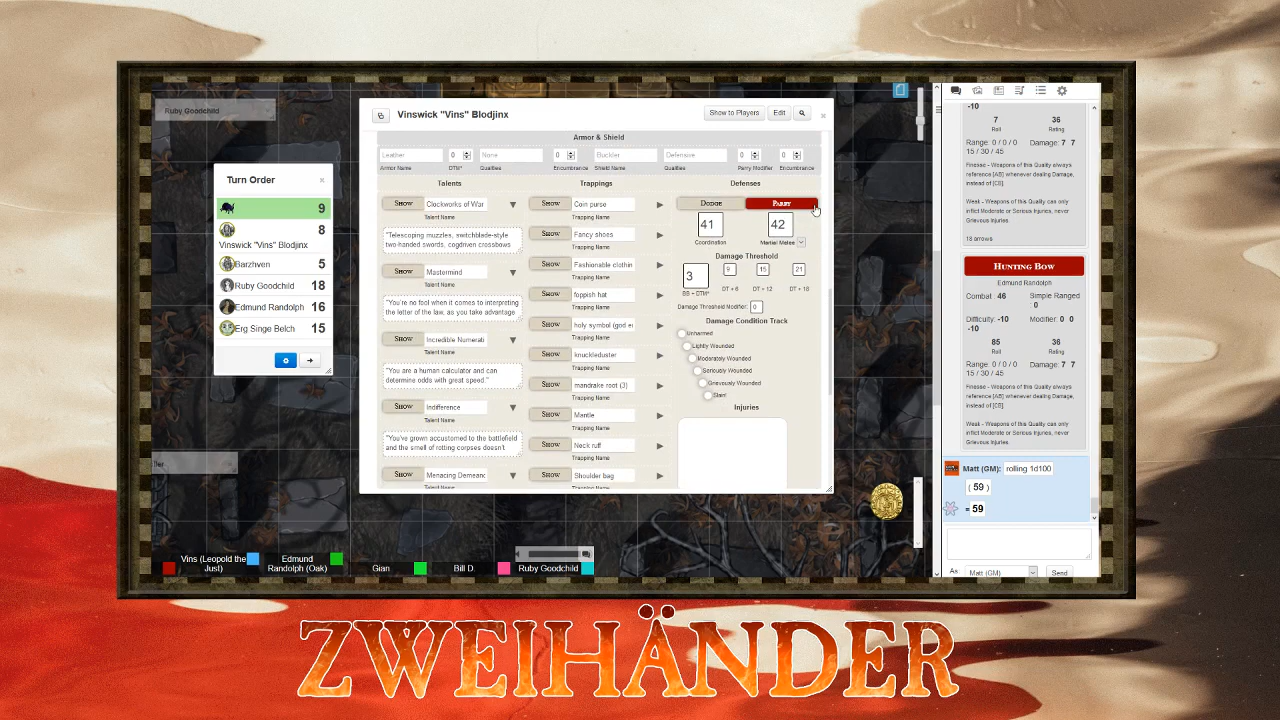 Ruby Goodchild
Turn Order
9
8
Vinswick "Vins" Blodjinx
Barzhven 5
Ruby Goodchild 18
Edmund Randolph 16
Erg Singe Belch 15
Vinswick "Vins" Blodjinx
Show to Players
Edit
Armor & Shield
Leather 0 None 0 Buckler Defensive 0 0
Armor Name DTM* Qualities Encumbrance Shield Name Qualities Parry Modifier Encumbrance
Talents
SHOW Clockworks of War
Talent Name
"Telescoping muzzles, switchblade-style
two-handed swords, cogdriven crossbows
SHOW Mastermind
Talent Name
"You're no fool when it comes to interpreting
the letter of the law, as you take advantage
SHOW Incredible Numerati
Talent Name
"You are a human calculator and can
determine odds with great speed."
SHOW Indifference
Talent Name
"You've grown accustomed to the battlefield
and the smell of rotting corpses doesn't
SHOW Menacing Demeano
Talent Name
Trappings
SHOW Coin purse
Trapping Name
SHOW Fancy shoes
Trapping Name
SHOW Fashionable clothin
Trapping Name
SHOW foppish hat
Trapping Name
SHOW holy symbol (god e
Trapping Name
SHOW knuckleduster
Trapping Name
SHOW mandrake root (3)
Trapping Name
SHOW Mantle
Trapping Name
SHOW Neck ruff
Trapping Name
SHOW Shoulder bag
Trapping Name
Defenses
DODGE PARRY
41 42
Coordination Martial Melee
Damage Threshold
3 9 15 21
BB + DTM* DT + 6 DT + 12 DT + 18
Damage Threshold Modifier: 0
Damage Condition Track
Unharmed
Lightly Wounded
Moderately Wounded
Seriously Wounded
Grievously Wounded
Slain!
Injuries
-10
7 36
Roll Rating
Range: 0 / 0 / 0 Damage: 7 7
15 / 30 / 45
Finesse - Weapons of this Quality always
reference [AB] whenever dealing Damage,
instead of [CB].
Weak - Weapons of this Quality can only
inflict Moderate or Serious Injuries, never
Grievous Injuries.
18 arrows
HUNTING BOW
Edmund Randolph
Combat : 46 Simple Ranged : 0
Difficulty: -10 Modifier: 0 0
-10
85 36
Roll Rating
Range: 0 / 0 / 0 Damage: 7 7
15 / 30 / 45
Finesse - Weapons of this Quality always
reference [AB] whenever dealing Damage,
instead of [CB].
Weak - Weapons of this Quality can only
inflict Moderate or Serious Injuries, never
Grievous Injuries.
Matt (GM): rolling 1d100
( 59 )
= 59
As: Matt (GM) Send
Vins (Leopold the
Just)
Edmund
Randolph (Oak)
Gian
Bill D.
Ruby Goodchild
ZWEIHÄNDER